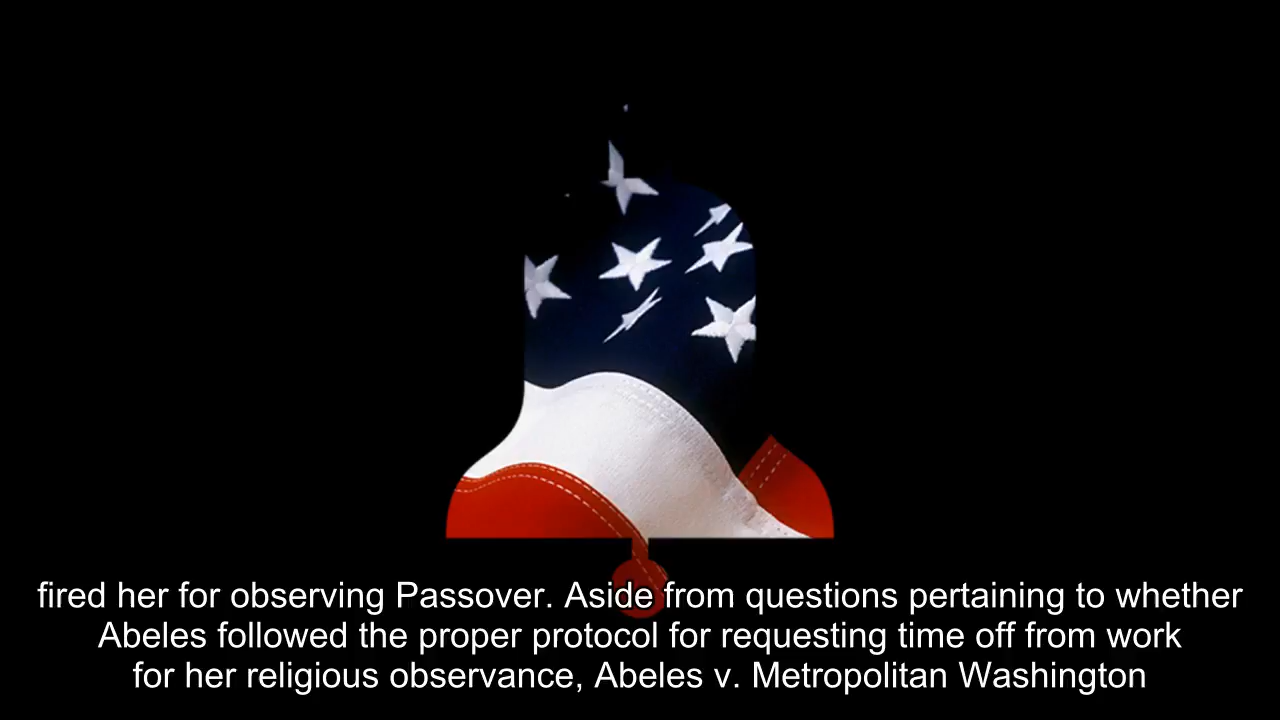 fired her for observing Passover. Aside from questions pertaining to whether
Abeles followed the proper protocol for requesting time off from work
for her religious observance, Abeles v. Metropolitan Washington